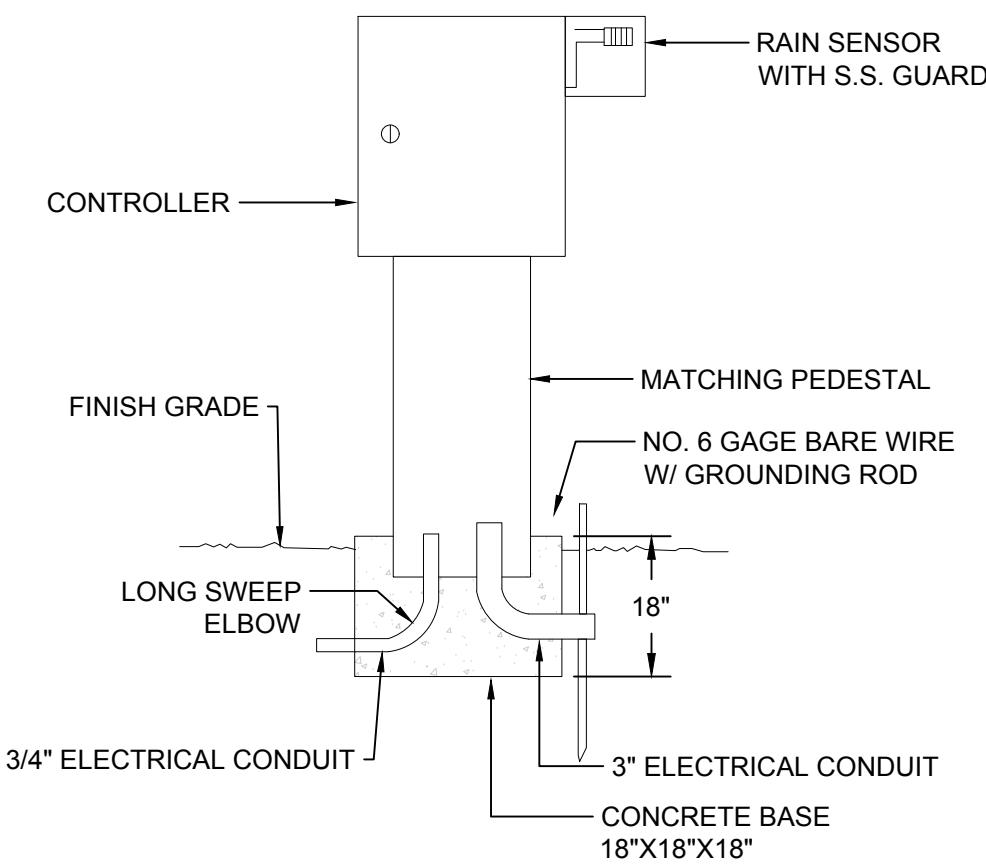 RAIN SENSOR
WITH S.S. GUARD
CONTROLLER
MATCHING PEDESTAL
FINISH GRADE
NO. 6 GAGE BARE WIRE
W/ GROUNDING ROD
LONG SWEEP
ELBOW
18"
3/4" ELECTRICAL CONDUIT
3" ELECTRICAL CONDUIT
CONCRETE BASE
18"X18"X18"